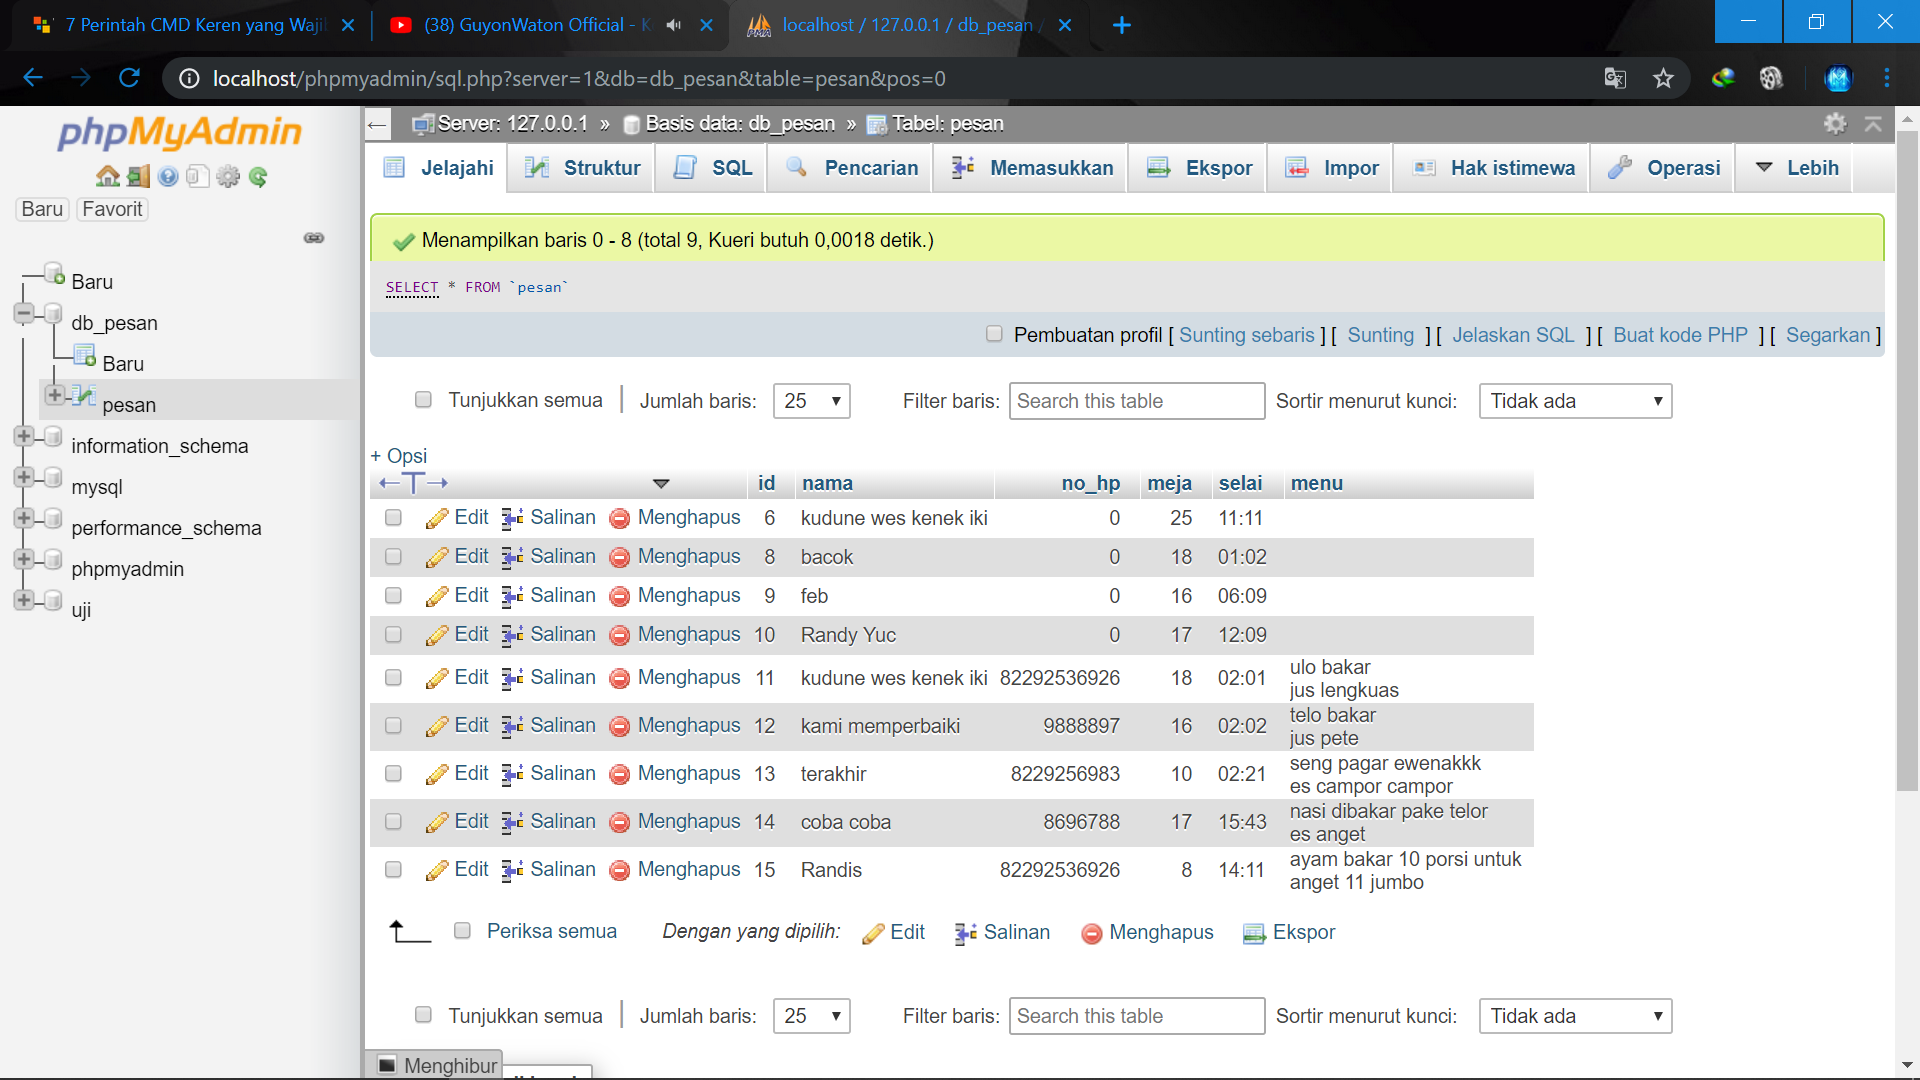 7 Perintah CMD Keren yang Waji
(38) GuyonWaton Official - K
localhost / 127.0.0.1 / db_pesan /
localhost/phpmyadmin/sql.php?server=1&db=db_pesan&table=pesan&pos=0
phpMyAdmin
Baru Favorit
Baru
db_pesan
Baru
pesan
information_schema
mysql
performance_schema
phpmyadmin
uji
Server: 127.0.0.1 » Basis data: db_pesan » Tabel: pesan
Jelajahi Struktur SQL Pencarian Memasukkan Ekspor Impor Hak istimewa Operasi Lebih
Menampilkan baris 0 - 8 (total 9, Kueri butuh 0,0018 detik.)
SELECT * FROM `pesan`
Pembuatan profil [ Sunting sebaris ] [ Sunting ] [ Jelaskan SQL ] [ Buat kode PHP ] [ Segarkan ]
Tunjukkan semua | Jumlah baris: 25 Filter baris: Search this table Sortir menurut kunci: Tidak ada
+ Opsi
←T→ id nama no_hp meja selai menu
Edit Salinan Menghapus 6 kudune wes kenek iki 0 25 11:11
Edit Salinan Menghapus 8 bacok 0 18 01:02
Edit Salinan Menghapus 9 feb 0 16 06:09
Edit Salinan Menghapus 10 Randy Yuc 0 17 12:09
Edit Salinan Menghapus 11 kudune wes kenek iki 82292536926 18 02:01 ulo bakar
jus lengkuas
Edit Salinan Menghapus 12 kami memperbaiki 9888897 16 02:02 telo bakar
jus pete
Edit Salinan Menghapus 13 terakhir 8229256983 10 02:21 seng pagar ewenakkk
es campor campor
Edit Salinan Menghapus 14 coba coba 8696788 17 15:43 nasi dibakar pake telor
es anget
Edit Salinan Menghapus 15 Randis 82292536926 8 14:11 ayam bakar 10 porsi untuk
anget 11 jumbo
Periksa semua Dengan yang dipilih: Edit Salinan Menghapus Ekspor
Tunjukkan semua | Jumlah baris: 25 Filter baris: Search this table Sortir menurut kunci: Tidak ada
Menghibur